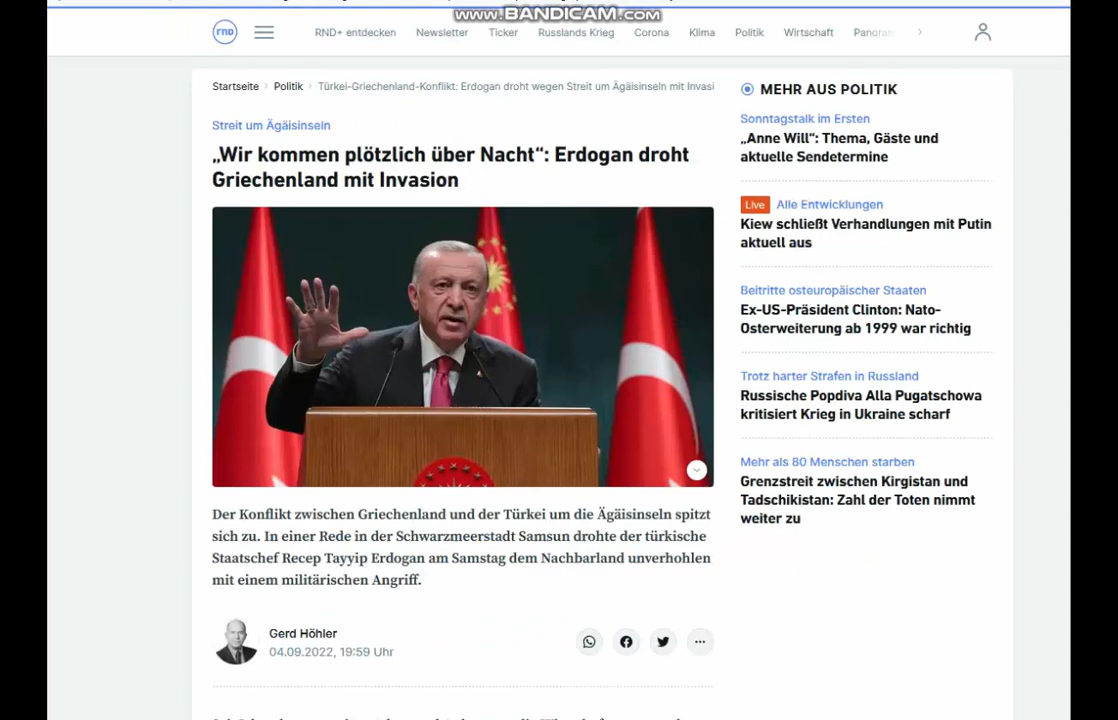 www.BANDICAM.com
RND
RND+ entdecken Newsletter Ticker Russlands Krieg Corona Klima Politik Wirtschaft Panoram
Startseite Politik Türkei-Griechenland-Konflikt: Erdogan droht wegen Streit um Ägäisinseln mit Invasi
Streit um Ägäisinseln
„Wir kommen plötzlich über Nacht“: Erdogan droht
Griechenland mit Invasion
Der Konflikt zwischen Griechenland und der Türkei um die Ägäisinseln spitzt
sich zu. In einer Rede in der Schwarzmeerstadt Samsun drohte der türkische
Staatschef Recep Tayyip Erdogan am Samstag dem Nachbarland unverhohlen
mit einem militärischen Angriff.
Gerd Höhler
04.09.2022, 19:59 Uhr
MEHR AUS POLITIK
Sonntagstalk im Ersten
„Anne Will“: Thema, Gäste und
aktuelle Sendetermine
Live Alle Entwicklungen
Kiew schließt Verhandlungen mit Putin
aktuell aus
Beitritte osteuropäischer Staaten
Ex-US-Präsident Clinton: Nato-
Osterweiterung ab 1999 war richtig
Trotz harter Strafen in Russland
Russische Popdiva Alla Pugatschowa
kritisiert Krieg in Ukraine scharf
Mehr als 80 Menschen starben
Grenzstreit zwischen Kirgistan und
Tadschikistan: Zahl der Toten nimmt
weiter zu